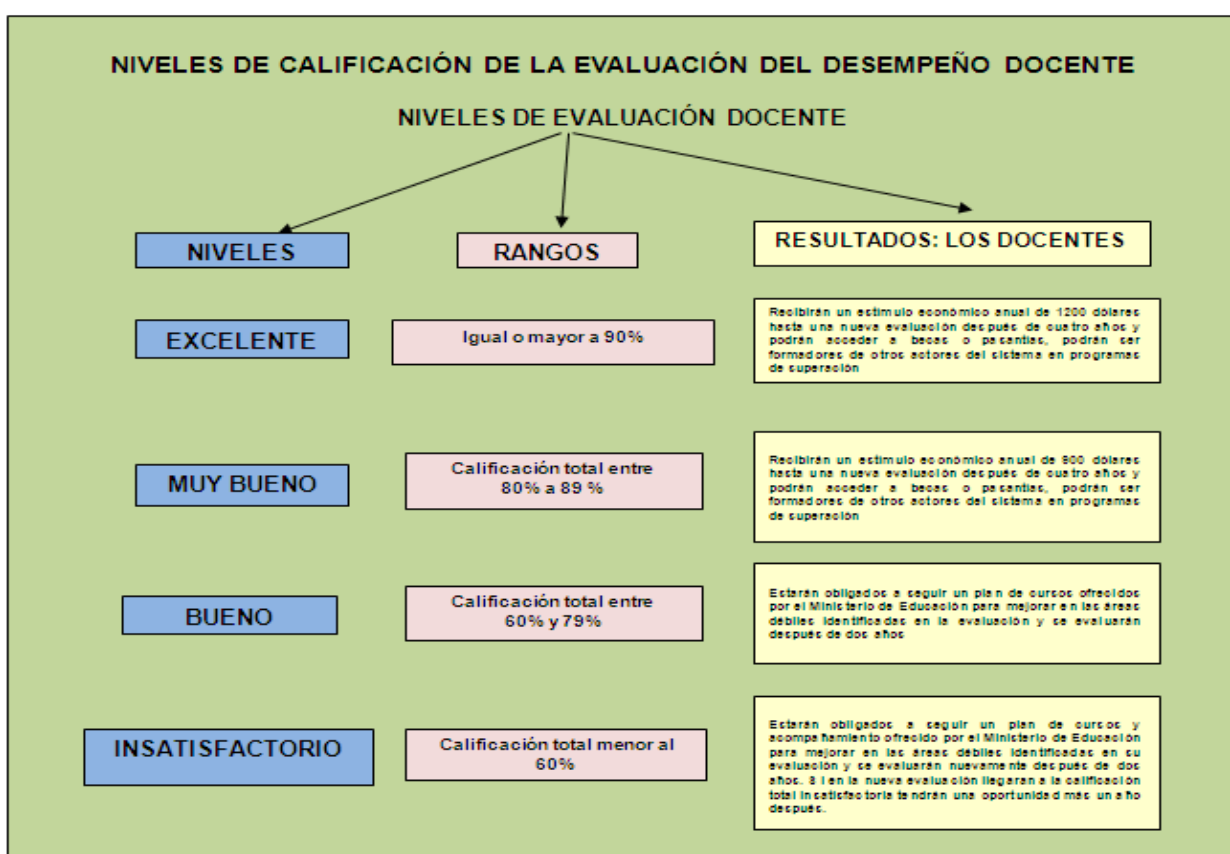 NIVELES DE CALIFICACIÓN DE LA EVALUACIÓN DEL DESEMPEÑO DOCENTE
NIVELES DE EVALUACIÓN DOCENTE
NIVELES
RANGOS
RESULTADOS: LOS DOCENTES
EXCELENTE
Igual o mayor a 90%
Recibirán un estímulo económico anual de 1200 dólares
hasta una nueva evaluación después de cuatro años y
podrán acceder a becas o pasantías, podrán ser
formadores de otros actores del sistema en programas
de superación
MUY BUENO
Calificación total entre
80% a 89 %
Recibirán un estímulo económico anual de 900 dólares
hasta una nueva evaluación después de cuatro años y
podrán acceder a becas o pasantías, podrán ser
formadores de otros actores del sistema en programas
de superación
BUENO
Calificación total entre
60% y 79%
Estarán obligados a seguir un plan de cursos ofrecidos
por el Ministerio de Educación para mejorar en las áreas
débiles identificadas en la evaluación y se evaluarán
después de dos años
INSATISFACTORIO
Calificación total menor al
60%
Estarán obligados a seguir un plan de cursos y
acompañamiento ofrecido por el Ministerio de Educación
para mejorar en las áreas débiles identificadas en su
evaluación y se evaluarán nuevamente después de dos
años. S i en la nueva evaluación llegaran a la calificación
total insatisfactoria tendrán una oportunidad más un año
después.